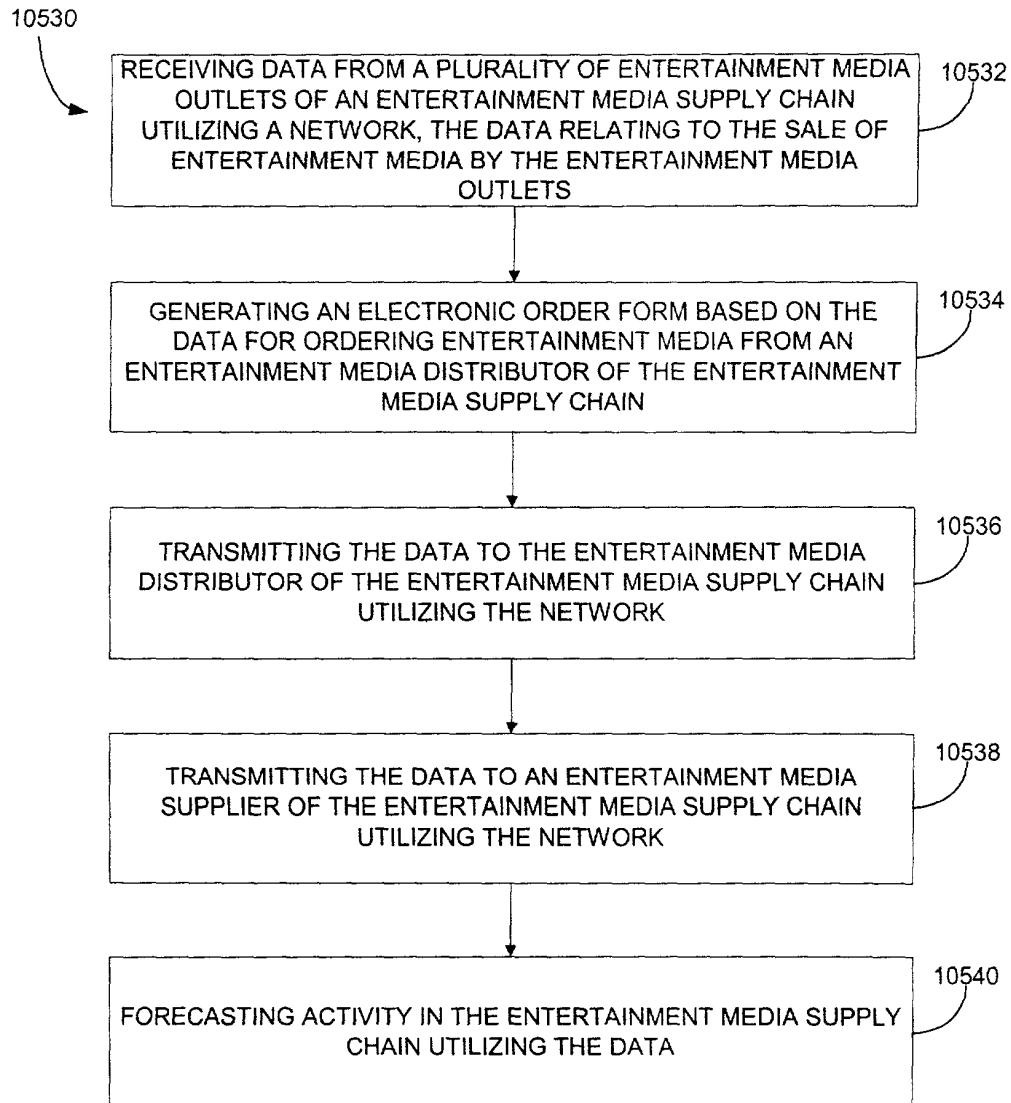 10530
RECEIVING DATA FROM A PLURALITY OF ENTERTAINMENT MEDIA
OUTLETS OF AN ENTERTAINMENT MEDIA SUPPLY CHAIN
UTILIZING A NETWORK, THE DATA RELATING TO THE SALE OF
ENTERTAINMENT MEDIA BY THE ENTERTAINMENT MEDIA
OUTLETS
10532
GENERATING AN ELECTRONIC ORDER FORM BASED ON THE
DATA FOR ORDERING ENTERTAINMENT MEDIA FROM AN
ENTERTAINMENT MEDIA DISTRIBUTOR OF THE ENTERTAINMENT
MEDIA SUPPLY CHAIN
10534
TRANSMITTING THE DATA TO THE ENTERTAINMENT MEDIA
DISTRIBUTOR OF THE ENTERTAINMENT MEDIA SUPPLY CHAIN
UTILIZING THE NETWORK
10536
TRANSMITTING THE DATA TO AN ENTERTAINMENT MEDIA
SUPPLIER OF THE ENTERTAINMENT MEDIA SUPPLY CHAIN
UTILIZING THE NETWORK
10538
FORECASTING ACTIVITY IN THE ENTERTAINMENT MEDIA SUPPLY
CHAIN UTILIZING THE DATA
10540